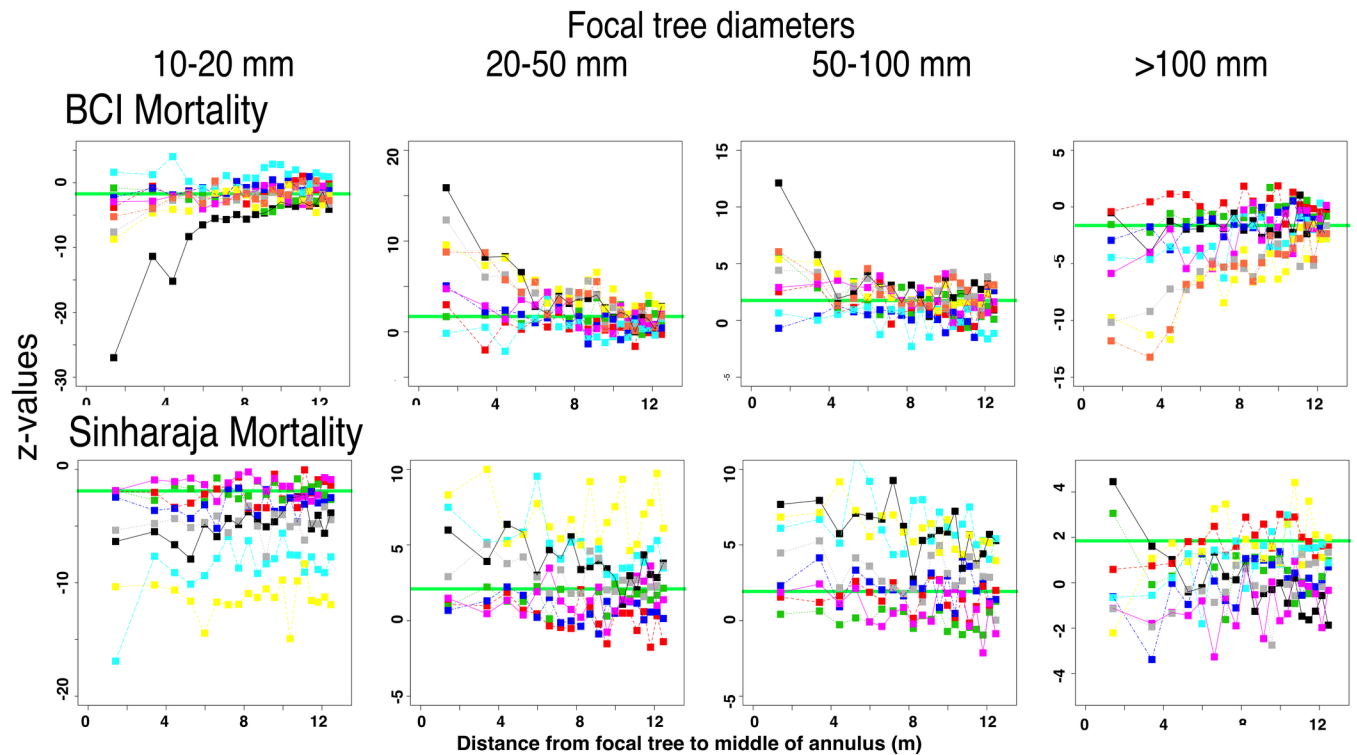 Focal tree diameters
10-20 mm 20-50 mm 50-100 mm >100 mm
BCI Mortality
0
-10
-20
-30
0 4 8 12
20
10
0
0 4 8 12
15
10
5
0
-5
0 4 8 12
5
0
-5
-10
-15
0 4 8 12
z-values
Sinharaja Mortality
0
-10
-20
0 4 8 12
10
5
0
-5
0 4 8 12
10
5
0
-5
0 4 8 12
4
2
0
-2
-4
0 4 8 12
Distance from focal tree to middle of annulus (m)